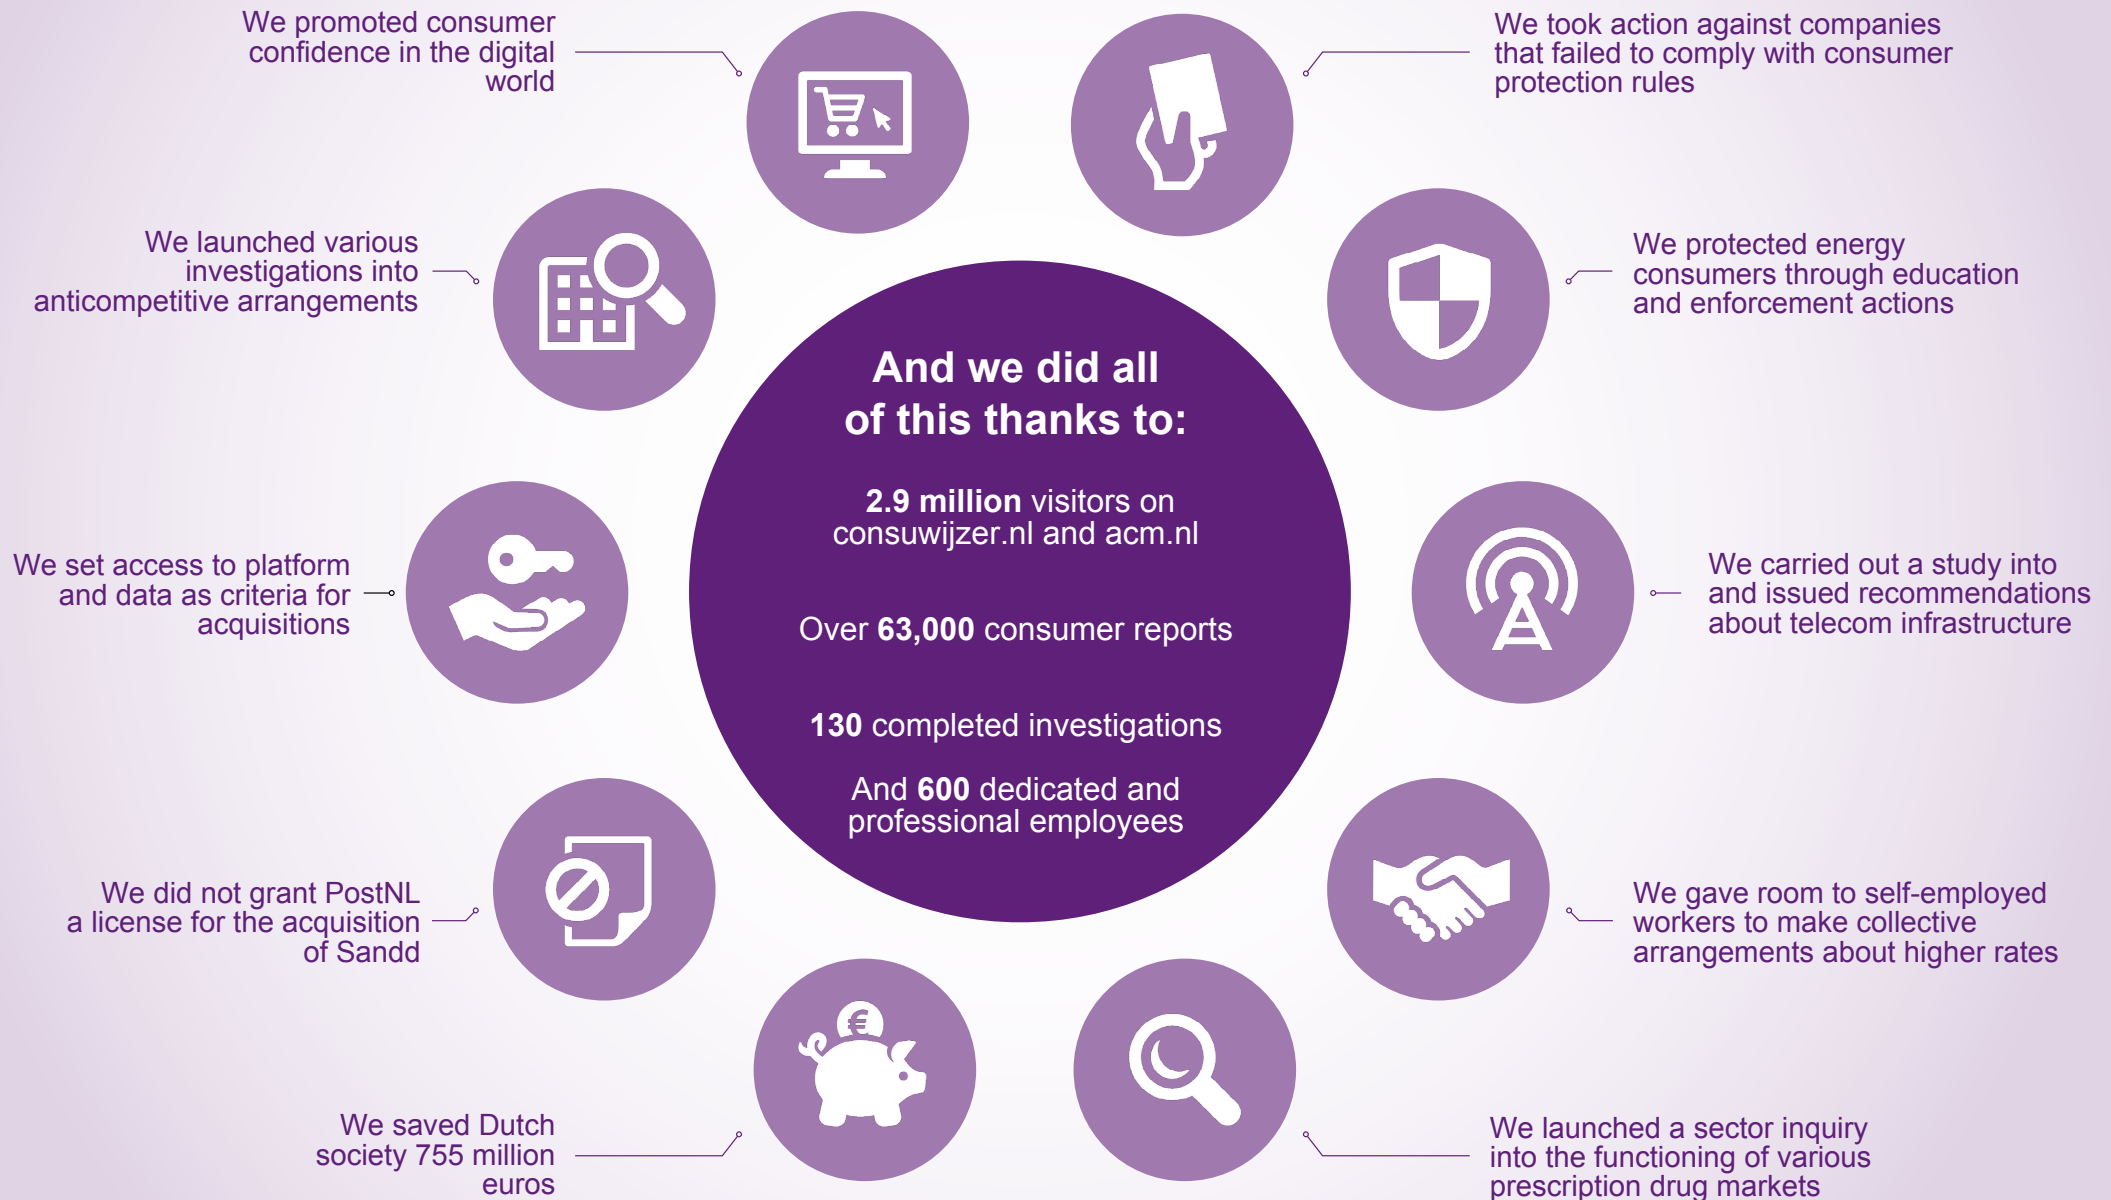 We promoted consumer
confidence in the digital
world
We took action against companies
that failed to comply with consumer
protection rules
We launched various
investigations into
anticompetitive arrangements
We protected energy
consumers through education
and enforcement actions
And we did all
of this thanks to:
2.9 million visitors on
consuwijzer.nl and acm.nl
Over 63,000 consumer reports
130 completed investigations
And 600 dedicated and
professional employees
We set access to platform
and data as criteria for
acquisitions
We carried out a study into
and issued recommendations
about telecom infrastructure
We did not grant PostNL
a license for the acquisition
of Sandd
We gave room to self-employed
workers to make collective
arrangements about higher rates
€
We saved Dutch
society 755 million
euros
We launched a sector inquiry
into the functioning of various
prescription drug markets